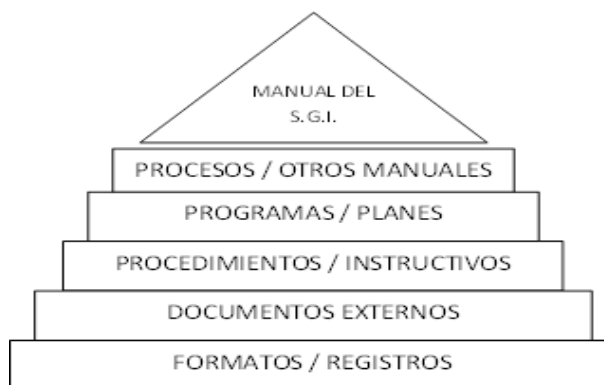 MANUAL DEL
S.G.I.
PROCESOS / OTROS MANUALES
PROGRAMAS / PLANES
PROCEDIMIENTOS / INSTRUCTIVOS
DOCUMENTOS EXTERNOS
FORMATOS / REGISTROS